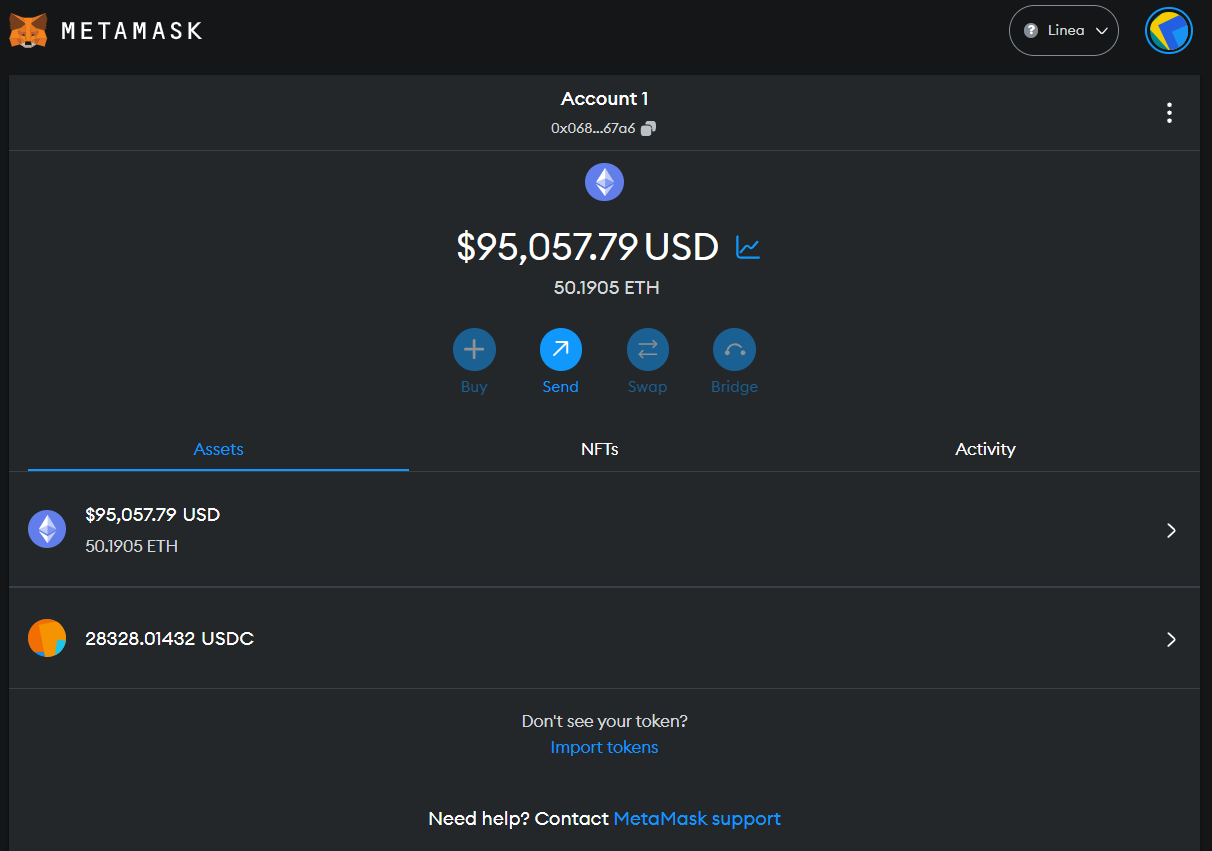 METAMASK
? Linea
Account 1
0x068...67a6
$95,057.79 USD
50.1905 ETH
Buy Send Swap Bridge
Assets NFTs Activity
$95,057.79 USD
50.1905 ETH
28328.01432 USDC
Don't see your token?
Import tokens
Need help? Contact MetaMask support